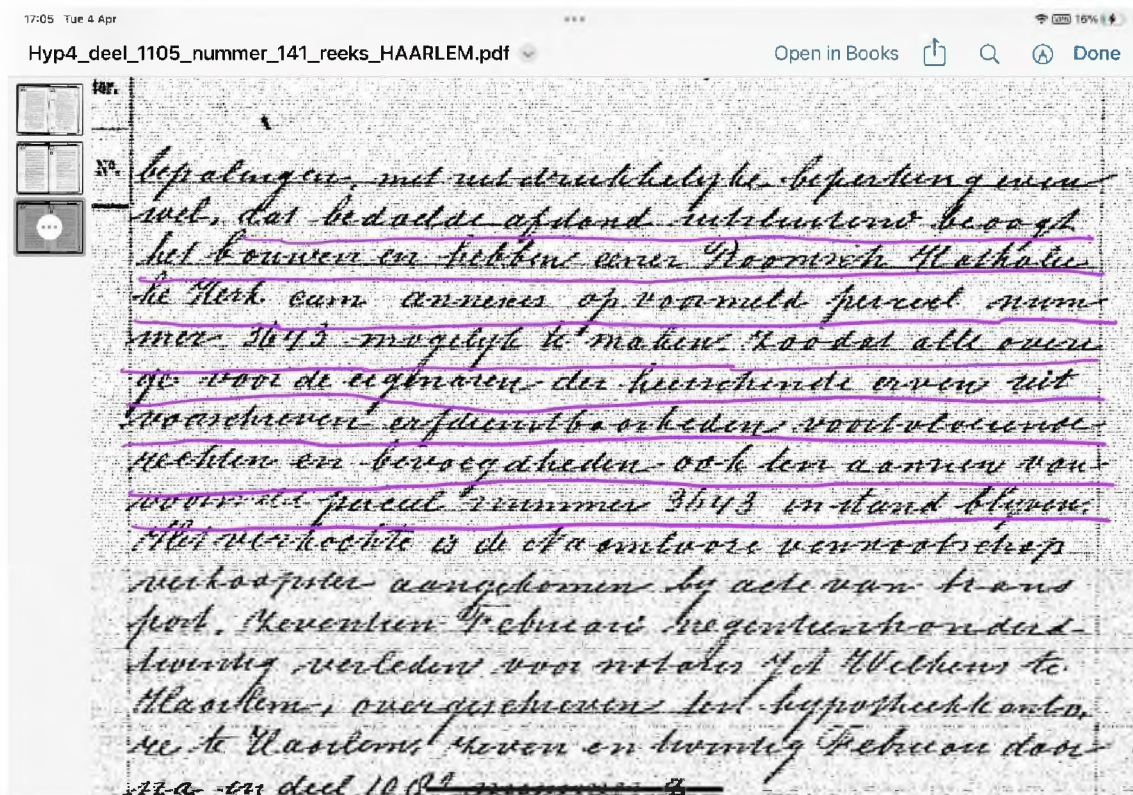 17:05 Tue 4 Apr
16%
Hyp4_deel_1105_nummer_141_reeks_HAARLEM.pdf
Open in Books
Done
No.
bepalingen, met uitdrukkelijke beperking even
wel, dat bedoelde afstand uitsluitend beoogt
het bouwen en hebben eener Roomsch Katholie
ke Kerk cum annexis op voormeld perceel num
mer 3643 mogelijk te maken. Zoodat alle overi
ge voor de eigenaren der heerschende erven uit
voorschreven erfdienstbaarheden voortvloeiende
rechten en bevoegdheden ook ten aanzien van
perceel nummer 3643 in stand blijven.
Het verkochte is de Naamlooze vennootschap
verkoopster aangekomen bij acte van trans
port, Zeventien Februari negentienhonderd
twintig verleden voor notaris Wilkens te
Haarlem, overgeschreven ten hypotheekkanto,
re te Haarlem, zeven en twintig Februari daar
na in deel